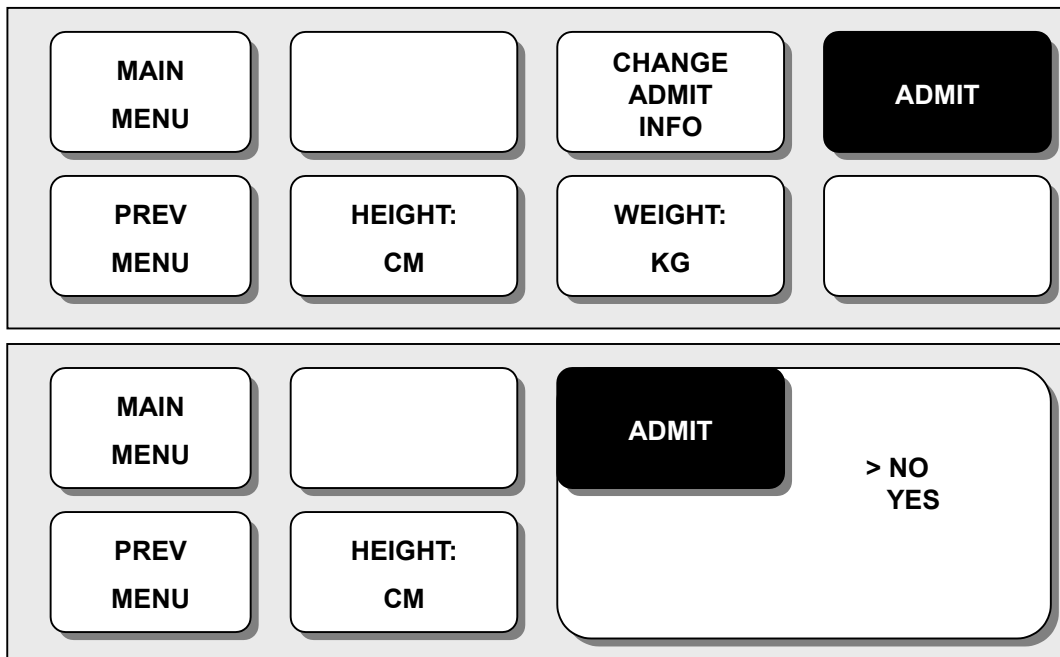 MAIN
MENU
CHANGE
ADMIT
INFO
ADMIT
PREV
MENU
HEIGHT:
CM
WEIGHT:
KG
MAIN
MENU
ADMIT
> NO
YES
PREV
MENU
HEIGHT:
CM